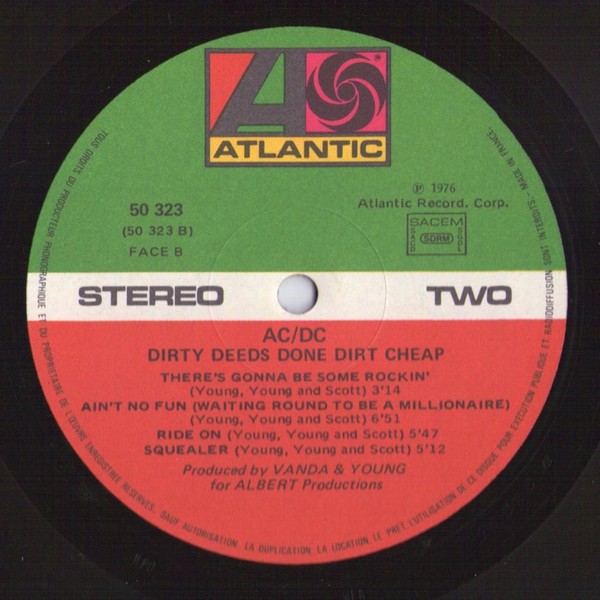 ATLANTIC
50 323
(50 323 B)
FACE B
℗ 1976
Atlantic Record. Corp.
SACEM
SACD
SDRM
SGDL
STEREO
TWO
AC/DC
DIRTY DEEDS DONE DIRT CHEAP
THERE'S GONNA BE SOME ROCKIN'
(Young, Young and Scott) 3'14
AIN'T NO FUN (WAITING ROUND TO BE A MILLIONAIRE)
(Young, Young and Scott) 6'51
RIDE ON (Young, Young and Scott) 5'47
SQUEALER (Young, Young and Scott) 5'12
Produced by VANDA & YOUNG
for ALBERT Productions
TOUS DROITS DU PRODUCTEUR PHONOGRAPHIQUE ET DU PROPRIETAIRE DE L'ŒUVRE ENREGISTREE RESERVES. SAUF AUTORISATION, LA DUPLICATION, LA LOCATION, LE PRET, L'UTILISATION DE CE DISQUE POUR EXECUTION PUBLIQUE ET RADIODIFFUSION SONT INTERDITS - MADE IN FRANCE.